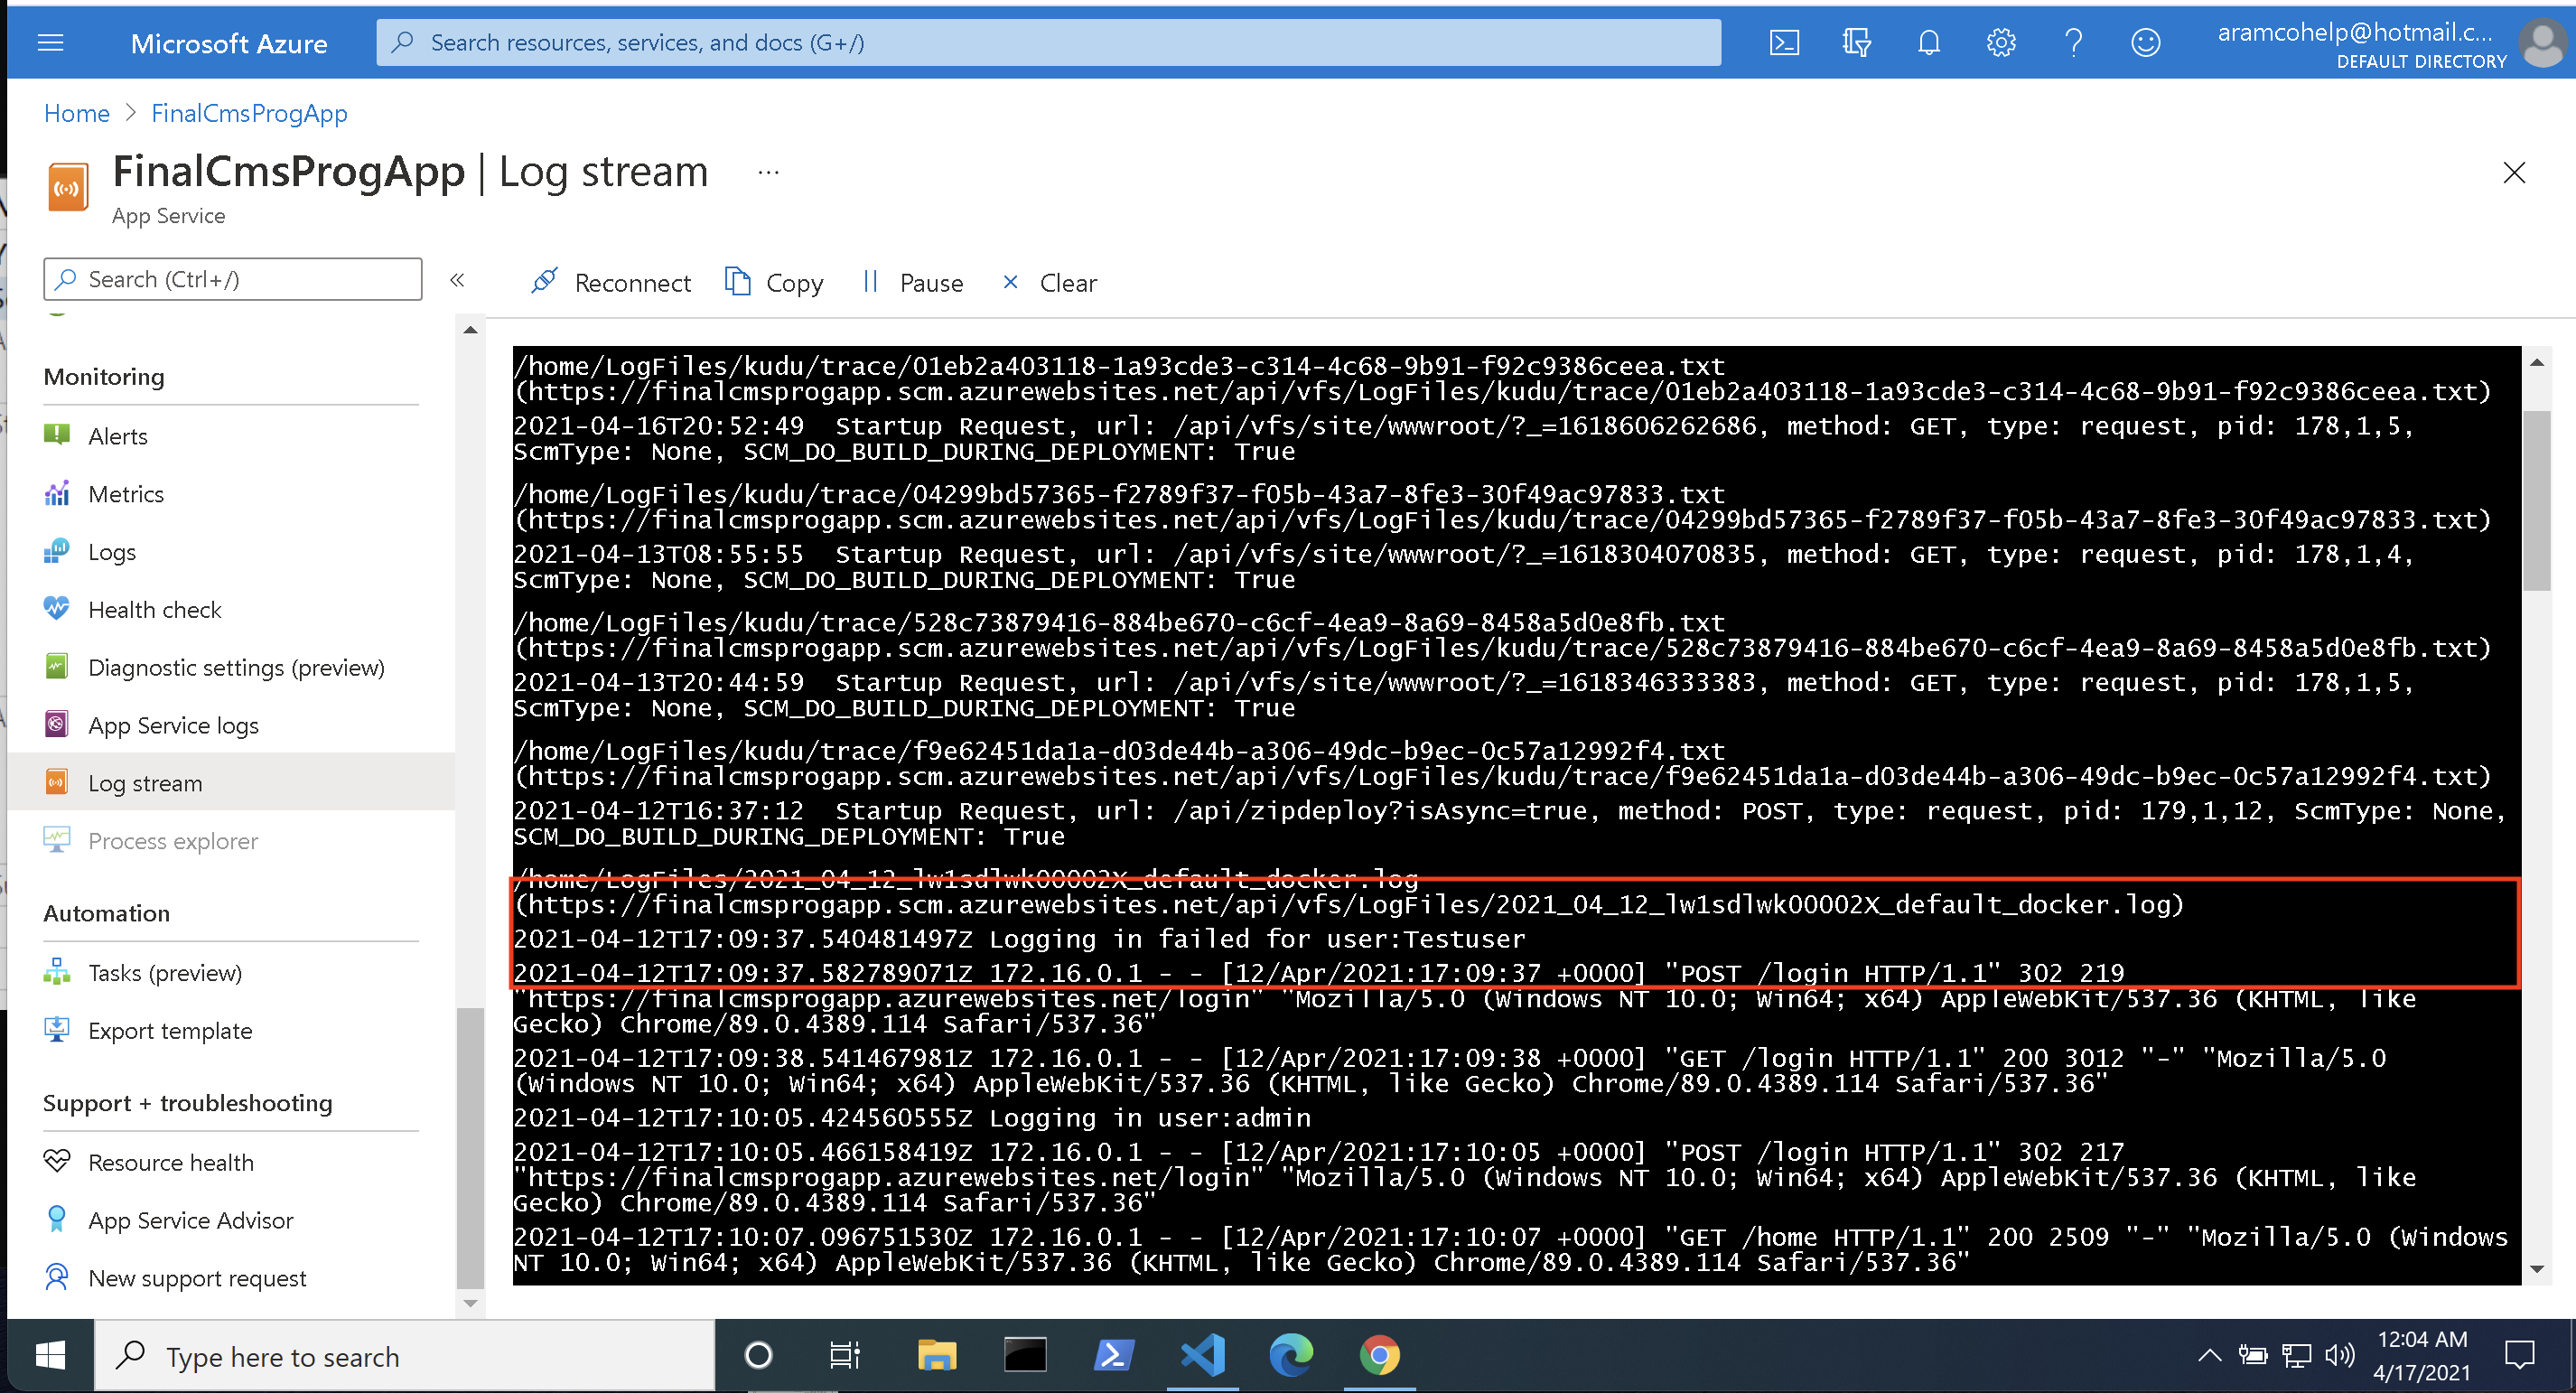 Microsoft Azure
Search resources, services, and docs (G+/)
aramcohelp@hotmail.c...
DEFAULT DIRECTORY
Home > FinalCmsProgApp
FinalCmsProgApp | Log stream ...
App Service
Search (Ctrl+/)
«
Reconnect
Copy
Pause
Clear
Monitoring
Alerts
Metrics
Logs
Health check
Diagnostic settings (preview)
App Service logs
Log stream
Process explorer
Automation
Tasks (preview)
Export template
Support + troubleshooting
Resource health
App Service Advisor
New support request
/home/LogFiles/kudu/trace/01eb2a403118-1a93cde3-c314-4c68-9b91-f92c9386ceea.txt
(https://finalcmsprogapp.scm.azurewebsites.net/api/vfs/LogFiles/kudu/trace/01eb2a403118-1a93cde3-c314-4c68-9b91-f92c9386ceea.txt)
2021-04-16T20:52:49  Startup Request, url: /api/vfs/site/wwwroot/?_=1618606262686, method: GET, type: request, pid: 178,1,5,
ScmType: None, SCM_DO_BUILD_DURING_DEPLOYMENT: True
/home/LogFiles/kudu/trace/04299bd57365-f2789f37-f05b-43a7-8fe3-30f49ac97833.txt
(https://finalcmsprogapp.scm.azurewebsites.net/api/vfs/LogFiles/kudu/trace/04299bd57365-f2789f37-f05b-43a7-8fe3-30f49ac97833.txt)
2021-04-13T08:55:55  Startup Request, url: /api/vfs/site/wwwroot/?_=1618304070835, method: GET, type: request, pid: 178,1,4,
ScmType: None, SCM_DO_BUILD_DURING_DEPLOYMENT: True
/home/LogFiles/kudu/trace/528c73879416-884be670-c6cf-4ea9-8a69-8458a5d0e8fb.txt
(https://finalcmsprogapp.scm.azurewebsites.net/api/vfs/LogFiles/kudu/trace/528c73879416-884be670-c6cf-4ea9-8a69-8458a5d0e8fb.txt)
2021-04-13T20:44:59  Startup Request, url: /api/vfs/site/wwwroot/?_=1618346333383, method: GET, type: request, pid: 178,1,5,
ScmType: None, SCM_DO_BUILD_DURING_DEPLOYMENT: True
/home/LogFiles/kudu/trace/f9e62451da1a-d03de44b-a306-49dc-b9ec-0c57a12992f4.txt
(https://finalcmsprogapp.scm.azurewebsites.net/api/vfs/LogFiles/kudu/trace/f9e62451da1a-d03de44b-a306-49dc-b9ec-0c57a12992f4.txt)
2021-04-12T16:37:12  Startup Request, url: /api/zipdeploy?isAsync=true, method: POST, type: request, pid: 179,1,12, ScmType: None,
SCM_DO_BUILD_DURING_DEPLOYMENT: True
/home/LogFiles/2021_04_12_lw1sdlwk00002X_default_docker.log
(https://finalcmsprogapp.scm.azurewebsites.net/api/vfs/LogFiles/2021_04_12_lw1sdlwk00002X_default_docker.log)
2021-04-12T17:09:37.540481497Z Logging in failed for user:Testuser
2021-04-12T17:09:37.582789071Z 172.16.0.1 - - [12/Apr/2021:17:09:37 +0000] "POST /login HTTP/1.1" 302 219
"https://finalcmsprogapp.azurewebsites.net/login" "Mozilla/5.0 (Windows NT 10.0; Win64; x64) AppleWebKit/537.36 (KHTML, like
Gecko) Chrome/89.0.4389.114 Safari/537.36"
2021-04-12T17:09:38.541467981Z 172.16.0.1 - - [12/Apr/2021:17:09:38 +0000] "GET /login HTTP/1.1" 200 3012 "-" "Mozilla/5.0
(Windows NT 10.0; Win64; x64) AppleWebKit/537.36 (KHTML, like Gecko) Chrome/89.0.4389.114 Safari/537.36"
2021-04-12T17:10:05.424560555Z Logging in user:admin
2021-04-12T17:10:05.466158419Z 172.16.0.1 - - [12/Apr/2021:17:10:05 +0000] "POST /login HTTP/1.1" 302 217
"https://finalcmsprogapp.azurewebsites.net/login" "Mozilla/5.0 (Windows NT 10.0; Win64; x64) AppleWebKit/537.36 (KHTML, like
Gecko) Chrome/89.0.4389.114 Safari/537.36"
2021-04-12T17:10:07.096751530Z 172.16.0.1 - - [12/Apr/2021:17:10:07 +0000] "GET /home HTTP/1.1" 200 2509 "-" "Mozilla/5.0 (Windows
NT 10.0; Win64; x64) AppleWebKit/537.36 (KHTML, like Gecko) Chrome/89.0.4389.114 Safari/537.36"
Type here to search
12:04 AM
4/17/2021